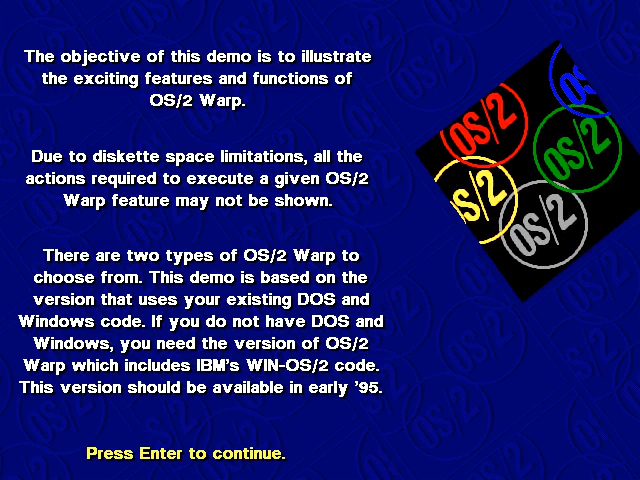 The objective of this demo is to illustrate
the exciting features and functions of
OS/2 Warp.
Due to diskette space limitations, all the
actions required to execute a given OS/2
Warp feature may not be shown.
There are two types of OS/2 Warp to
choose from. This demo is based on the
version that uses your existing DOS and
Windows code. If you do not have DOS and
Windows, you need the version of OS/2
Warp which includes IBM's WIN-OS/2 code.
This version should be available in early '95.
Press Enter to continue.
OS
OS/2
OS/2
OS/2
OS/2